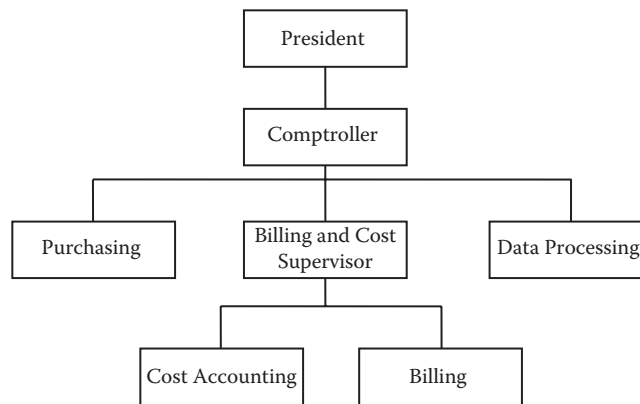 President
Comptroller
Purchasing
Billing and Cost
Supervisor
Data Processing
Cost Accounting
Billing